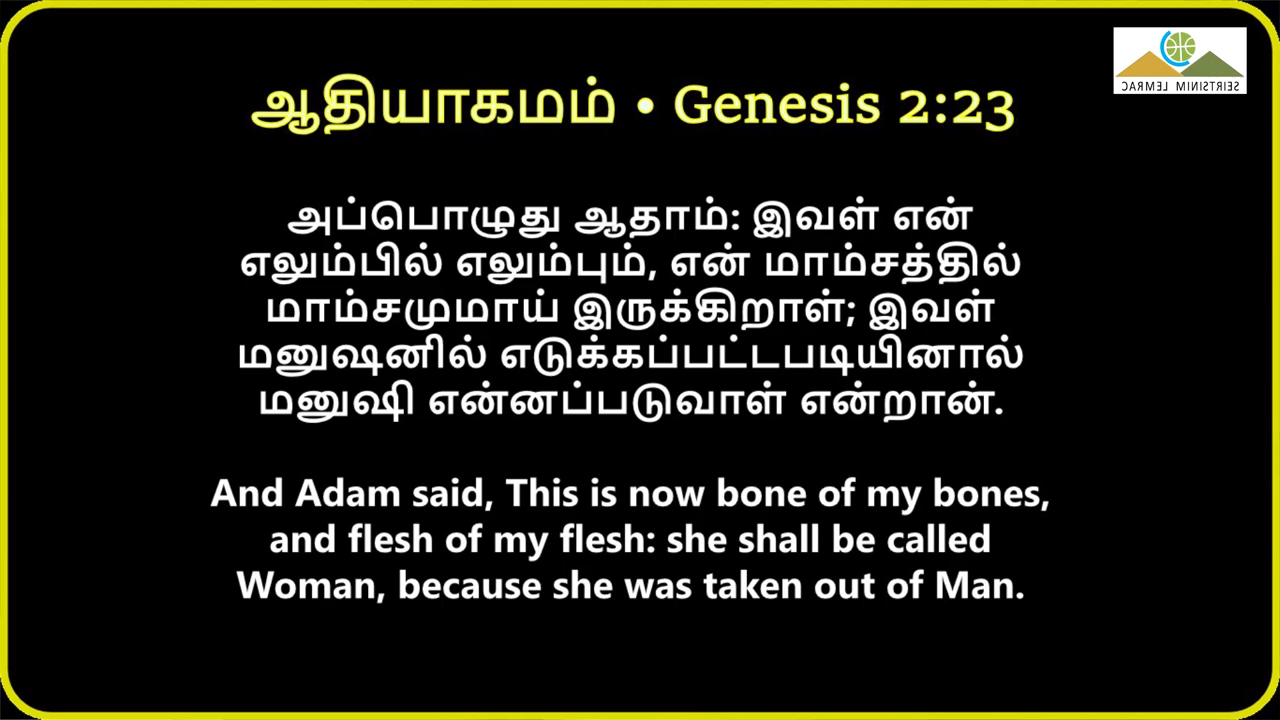 ஆதியாகமம் • Genesis 2:23
CARMEL MINISTRIES
அப்பொழுது ஆதாம்: இவள் என்
எலும்பில் எலும்பும், என் மாம்சத்தில்
மாம்சமுமாய் இருக்கிறாள்; இவள்
மனுஷனில் எடுக்கப்பட்டபடியினால்
மனுஷி என்னப்படுவாள் என்றான்.
And Adam said, This is now bone of my bones,
and flesh of my flesh: she shall be called
Woman, because she was taken out of Man.